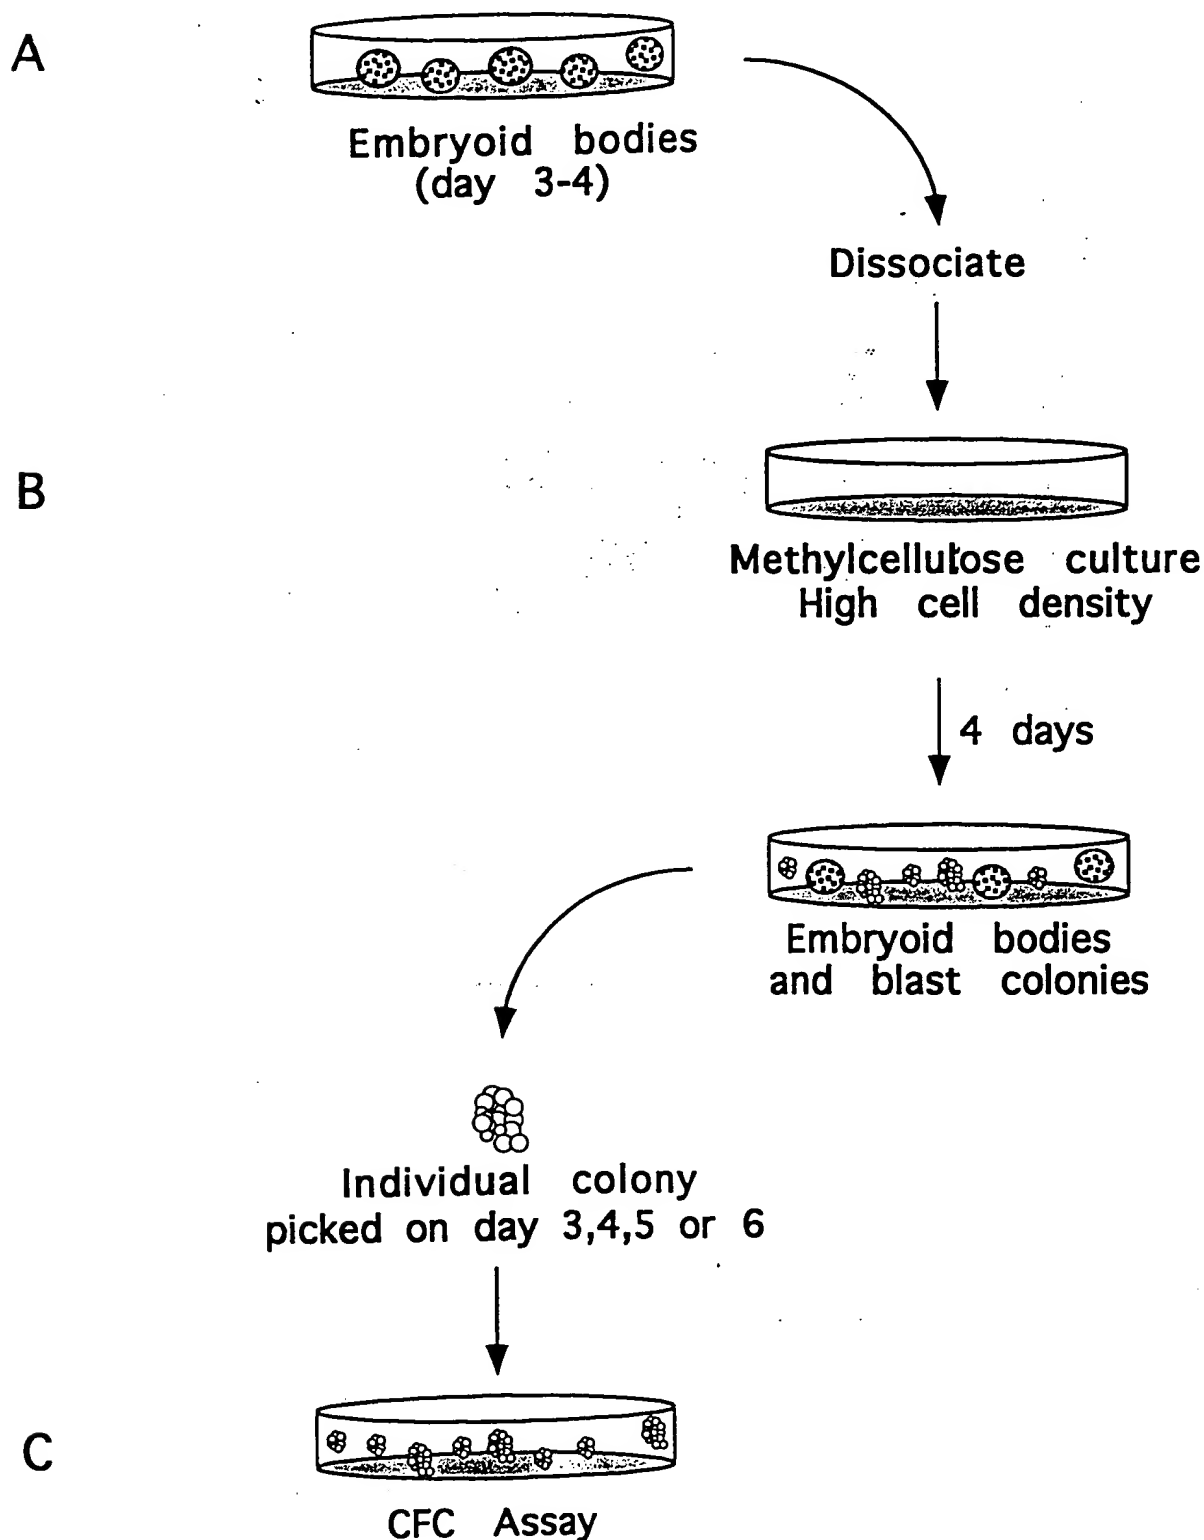 A
Embryoid bodies
(day 3-4)
Dissociate
B
Methylcellulose culture
High cell density
4 days
Embryoid bodies
and blast colonies
Individual colony
picked on day 3,4,5 or 6
C
CFC Assay